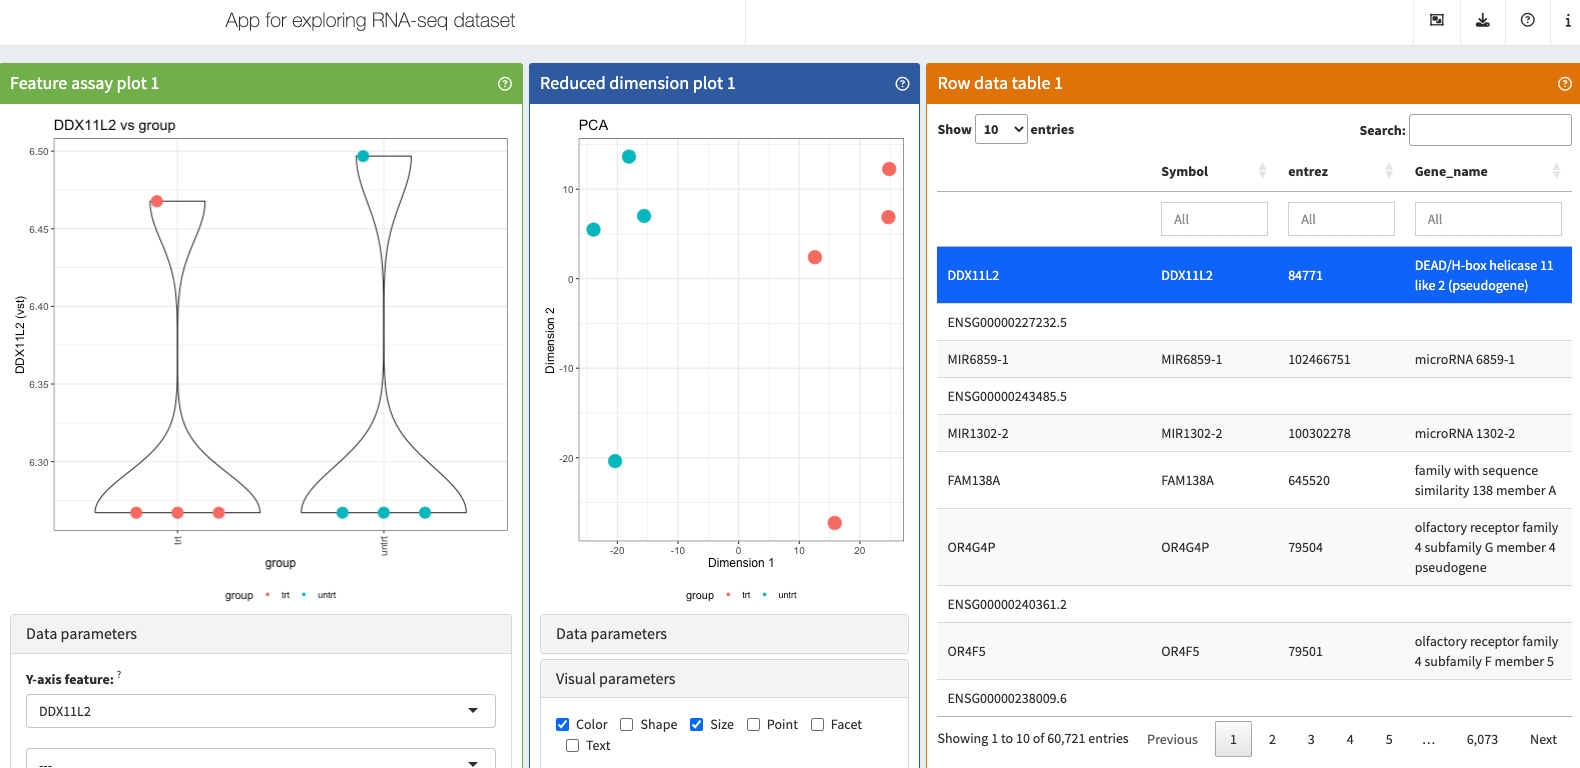 App for exploring RNA-seq dataset
Feature assay plot 1
DDX11L2 vs group
6.50
6.45
6.40
6.35
6.30
DDX11L2 (vst)
trt
untrt
group
group trt untrt
Data parameters
Y-axis feature: ?
DDX11L2
---
Reduced dimension plot 1
PCA
10
0
-10
-20
Dimension 2
-20 -10 0 10 20
Dimension 1
group trt untrt
Data parameters
Visual parameters
Color Shape Size Point Facet
Text
Row data table 1
Show 10 entries
Search:
Symbol entrez Gene_name
All All All
DDX11L2 DDX11L2 84771 DEAD/H-box helicase 11
like 2 (pseudogene)
ENSG00000227232.5
MIR6859-1 MIR6859-1 102466751 microRNA 6859-1
ENSG00000243485.5
MIR1302-2 MIR1302-2 100302278 microRNA 1302-2
FAM138A FAM138A 645520 family with sequence
similarity 138 member A
OR4G4P OR4G4P 79504 olfactory receptor family
4 subfamily G member 4
pseudogene
ENSG00000240361.2
OR4F5 OR4F5 79501 olfactory receptor family
4 subfamily F member 5
ENSG00000238009.6
Showing 1 to 10 of 60,721 entries Previous 1 2 3 4 5 … 6,073 Next